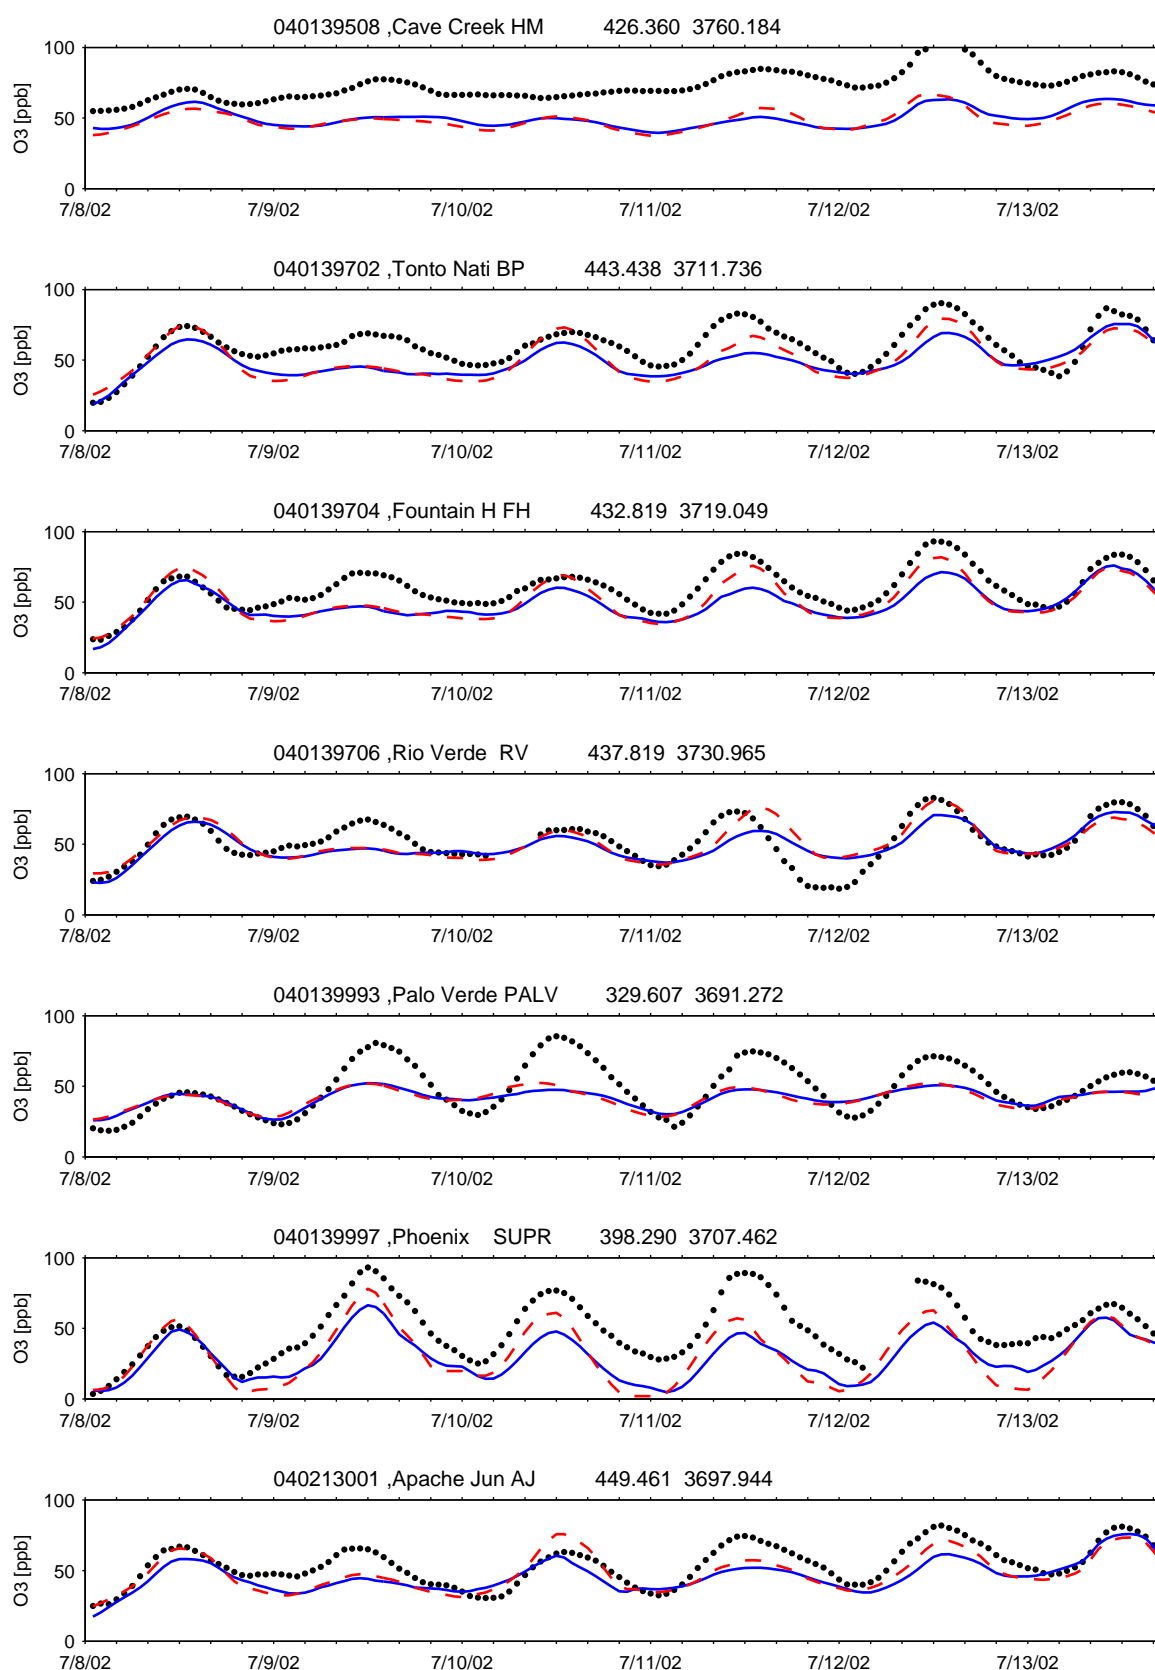 040139508 ,Cave Creek HM 426.360 3760.184
100
50
0
O3 [ppb]
7/8/02 7/9/02 7/10/02 7/11/02 7/12/02 7/13/02
040139702 ,Tonto Nati BP 443.438 3711.736
100
50
0
O3 [ppb]
7/8/02 7/9/02 7/10/02 7/11/02 7/12/02 7/13/02
040139704 ,Fountain H FH 432.819 3719.049
100
50
0
O3 [ppb]
7/8/02 7/9/02 7/10/02 7/11/02 7/12/02 7/13/02
040139706 ,Rio Verde RV 437.819 3730.965
100
50
0
O3 [ppb]
7/8/02 7/9/02 7/10/02 7/11/02 7/12/02 7/13/02
040139993 ,Palo Verde PALV 329.607 3691.272
100
50
0
O3 [ppb]
7/8/02 7/9/02 7/10/02 7/11/02 7/12/02 7/13/02
040139997 ,Phoenix SUPR 398.290 3707.462
100
50
0
O3 [ppb]
7/8/02 7/9/02 7/10/02 7/11/02 7/12/02 7/13/02
040213001 ,Apache Jun AJ 449.461 3697.944
100
50
0
O3 [ppb]
7/8/02 7/9/02 7/10/02 7/11/02 7/12/02 7/13/02